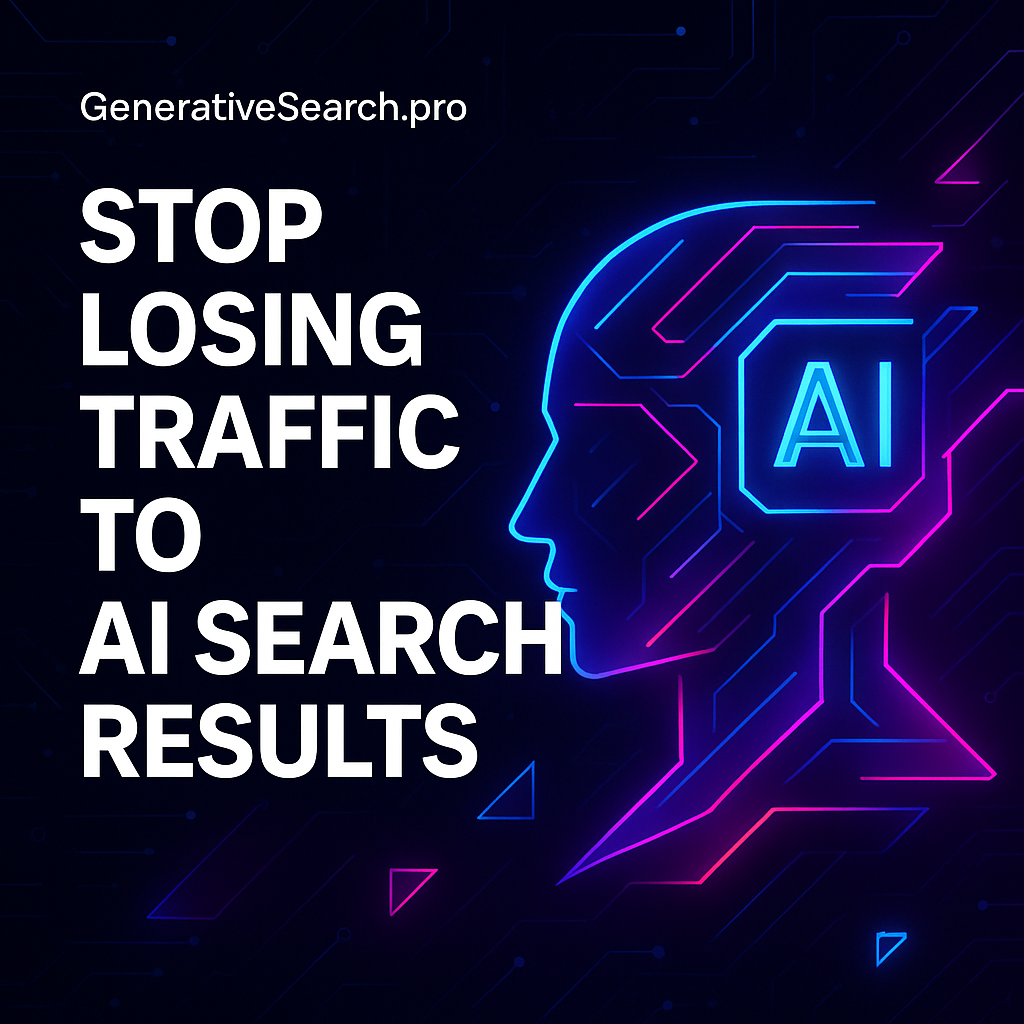 GenerativeSearch.pro
STOP
LOSING
TRAFFIC
TO
AI SEARCH
RESULTS
AI